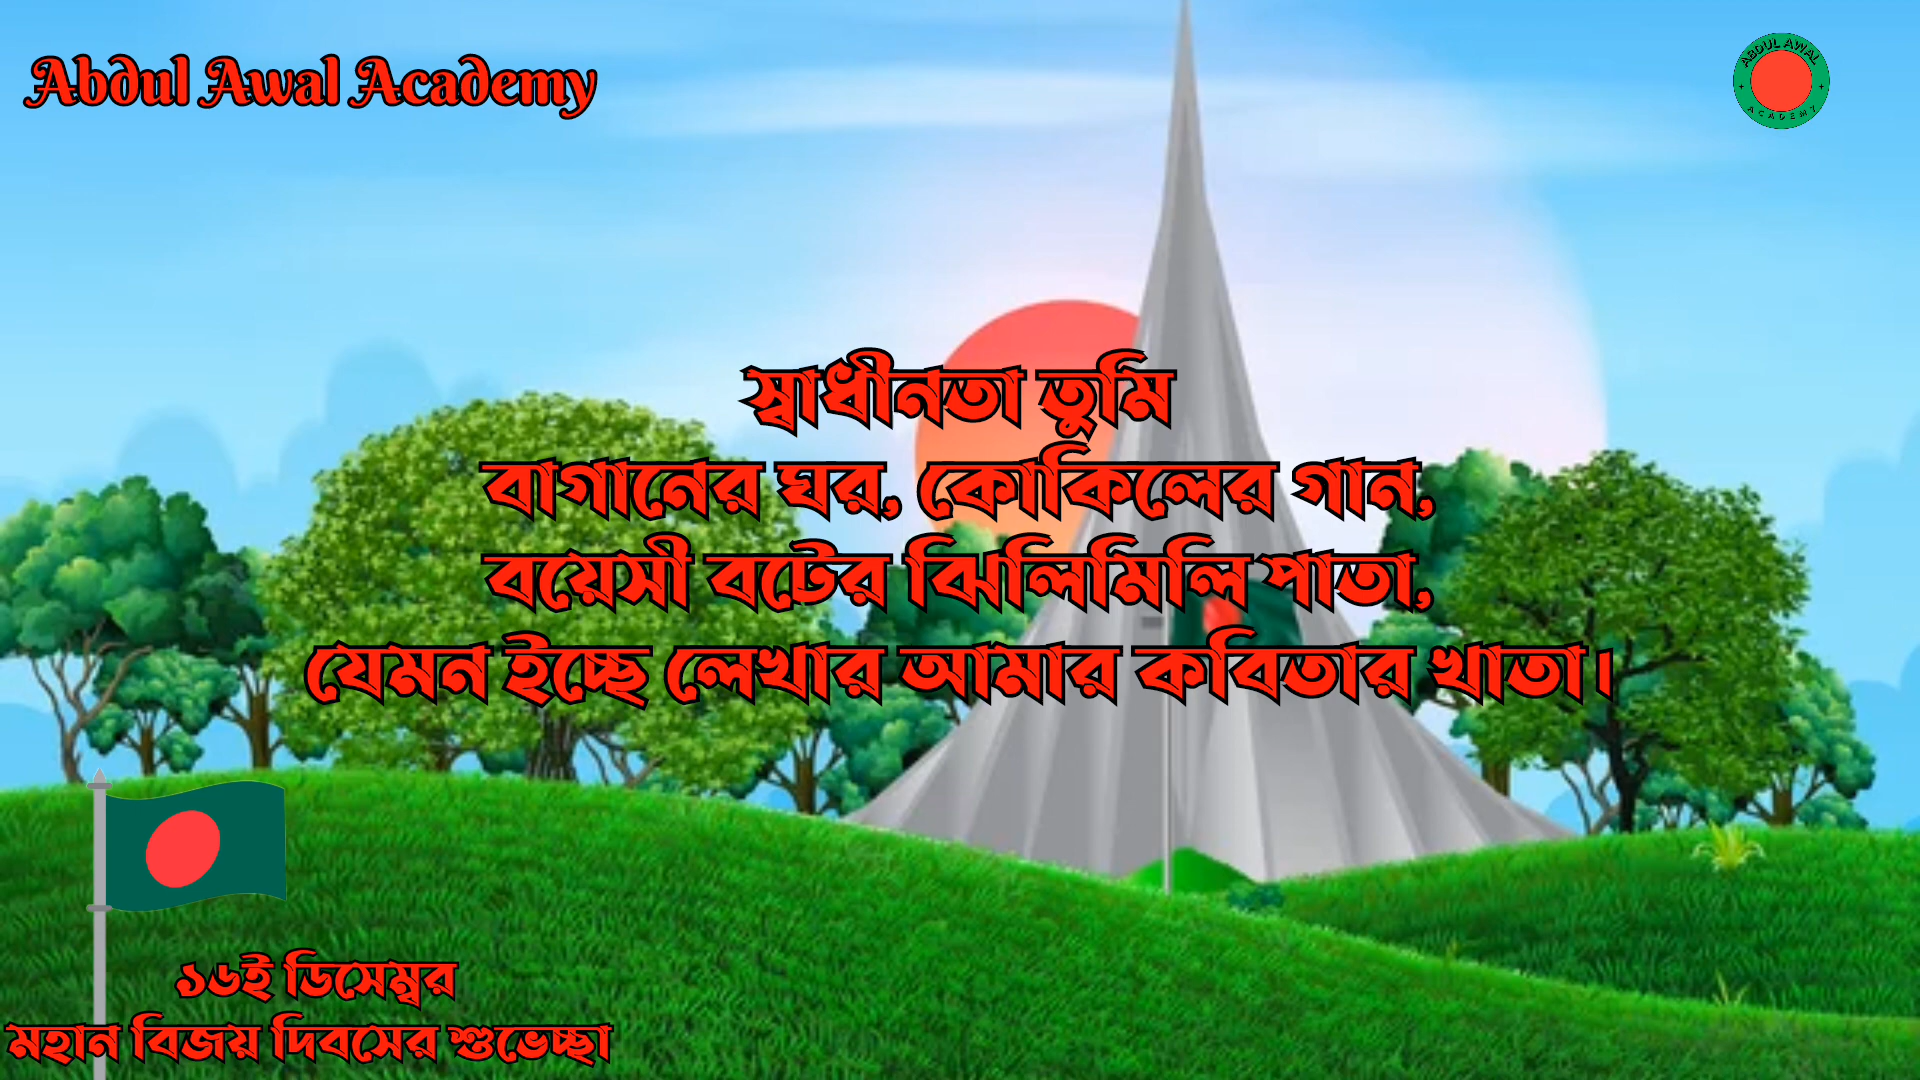 Abdul Awal Academy
ABDUL AWAL
ACADEMY
স্বাধীনতা তুমি
বাগানের ঘর, কোকিলের গান,
বয়েসী বটের ঝিলিমিলি পাতা,
যেমন ইচ্ছে লেখার আমার কবিতার খাতা।
১৬ই ডিসেম্বর
মহান বিজয় দিবসের শুভেচ্ছা